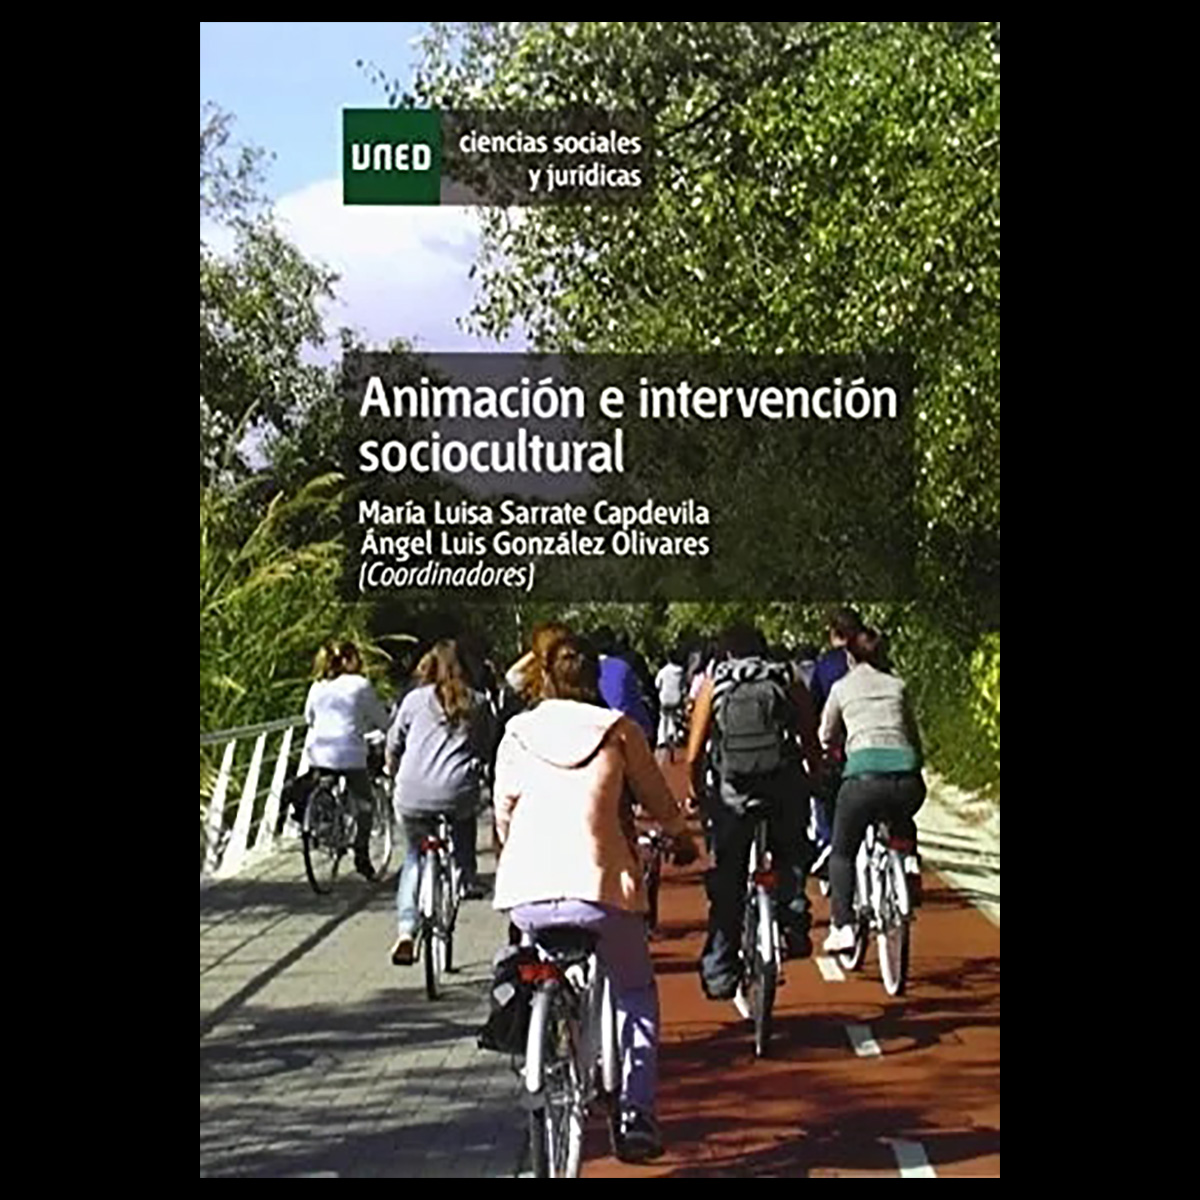 UNED
ciencias sociales
y jurídicas
Animación e intervención
sociocultural
María Luisa Sarrate Capdevila
Ángel Luis González Olivares
(Coordinadores)